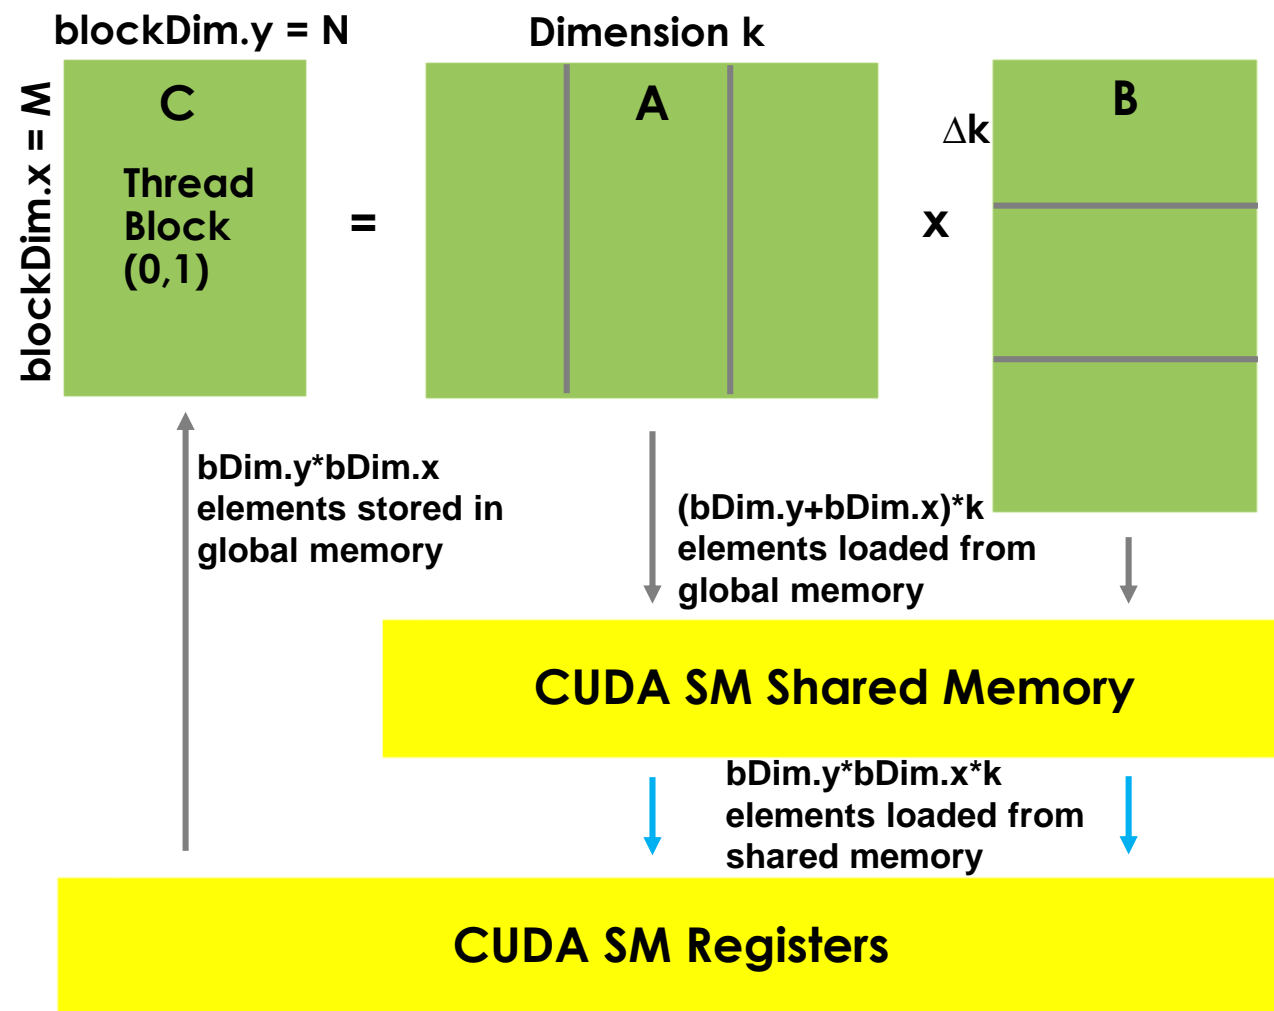 blockDim.y = N
Dimension k
blockDim.x = M
C
Thread
Block
(0,1)
=
A
x
Δk
B
bDim.y*bDim.x
elements stored in
global memory
(bDim.y+bDim.x)*k
elements loaded from
global memory
CUDA SM Shared Memory
bDim.y*bDim.x*k
elements loaded from
shared memory
CUDA SM Registers